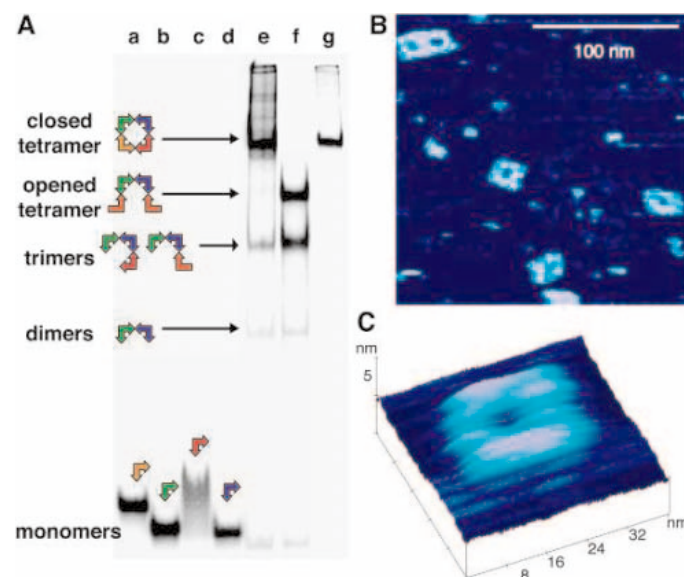 A
a b c d e f g
closed
tetramer
opened
tetramer
trimers
dimers
monomers
B
100 nm
C
nm
5
8
16
24
32
nm